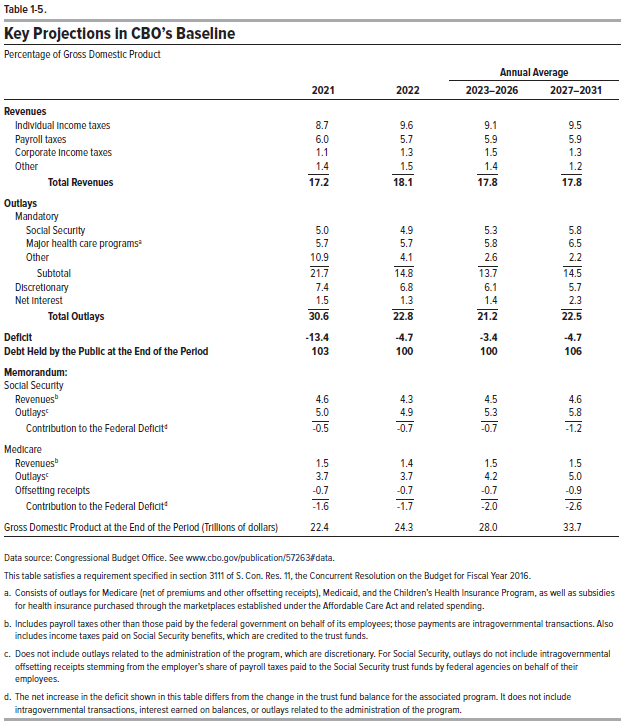 Table 1-5.
Key Projections in CBO's Baseline
Percentage of Gross Domestic Product
Annual Average
2021 2022 2023–2026 2027–2031
Revenues
Individual income taxes 8.7 9.6 9.1 9.5
Payroll taxes 6.0 5.7 5.9 5.9
Corporate income taxes 1.1 1.3 1.5 1.3
Other 1.4 1.5 1.4 1.2
Total Revenues 17.2 18.1 17.8 17.8
Outlays
Mandatory
Social Security 5.0 4.9 5.3 5.8
Major health care programsᵃ 5.7 5.7 5.8 6.5
Other 10.9 4.1 2.6 2.2
Subtotal 21.7 14.8 13.7 14.5
Discretionary 7.4 6.8 6.1 5.7
Net interest 1.5 1.3 1.4 2.3
Total Outlays 30.6 22.8 21.2 22.5
Deficit -13.4 -4.7 -3.4 -4.7
Debt Held by the Public at the End of the Period 103 100 100 106
Memorandum:
Social Security
Revenuesᵇ 4.6 4.3 4.5 4.6
Outlaysᶜ 5.0 4.9 5.3 5.8
Contribution to the Federal Deficitᵈ -0.5 -0.7 -0.7 -1.2
Medicare
Revenuesᵇ 1.5 1.4 1.5 1.5
Outlaysᶜ 3.7 3.7 4.2 5.0
Offsetting receipts -0.7 -0.7 -0.7 -0.9
Contribution to the Federal Deficitᵈ -1.6 -1.7 -2.0 -2.6
Gross Domestic Product at the End of the Period (Trillions of dollars) 22.4 24.3 28.0 33.7
Data source: Congressional Budget Office. See www.cbo.gov/publication/57263#data.
This table satisfies a requirement specified in section 3111 of S. Con. Res. 11, the Concurrent Resolution on the Budget for Fiscal Year 2016.
a. Consists of outlays for Medicare (net of premiums and other offsetting receipts), Medicaid, and the Children's Health Insurance Program, as well as subsidies
for health insurance purchased through the marketplaces established under the Affordable Care Act and related spending.
b. Includes payroll taxes other than those paid by the federal government on behalf of its employees; those payments are intragovernmental transactions. Also
includes income taxes paid on Social Security benefits, which are credited to the trust funds.
c. Does not include outlays related to the administration of the program, which are discretionary. For Social Security, outlays do not include intragovernmental
offsetting receipts stemming from the employer's share of payroll taxes paid to the Social Security trust funds by federal agencies on behalf of their
employees.
d. The net increase in the deficit shown in this table differs from the change in the trust fund balance for the associated program. It does not include
intragovernmental transactions, interest earned on balances, or outlays related to the administration of the program.